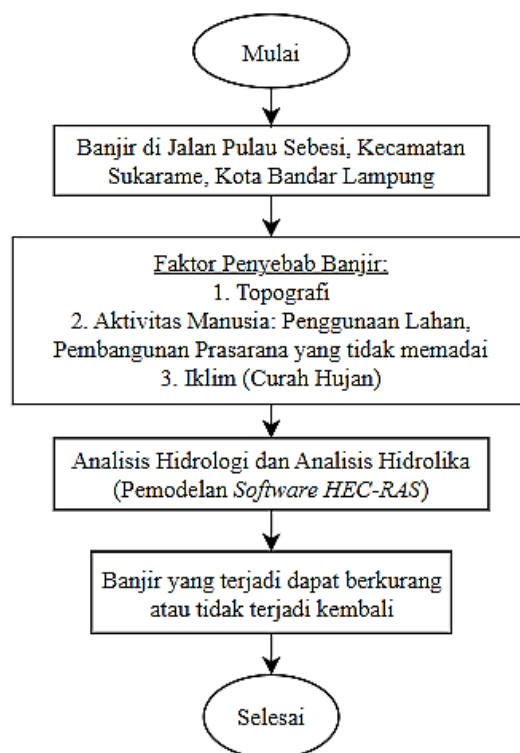 Mulai
Banjir di Jalan Pulau Sebesi, Kecamatan
Sukarame, Kota Bandar Lampung
Faktor Penyebab Banjir:
1. Topografi
2. Aktivitas Manusia: Penggunaan Lahan,
Pembangunan Prasarana yang tidak memadai
3. Iklim (Curah Hujan)
Analisis Hidrologi dan Analisis Hidrolika
(Pemodelan Software HEC-RAS)
Banjir yang terjadi dapat berkurang
atau tidak terjadi kembali
Selesai